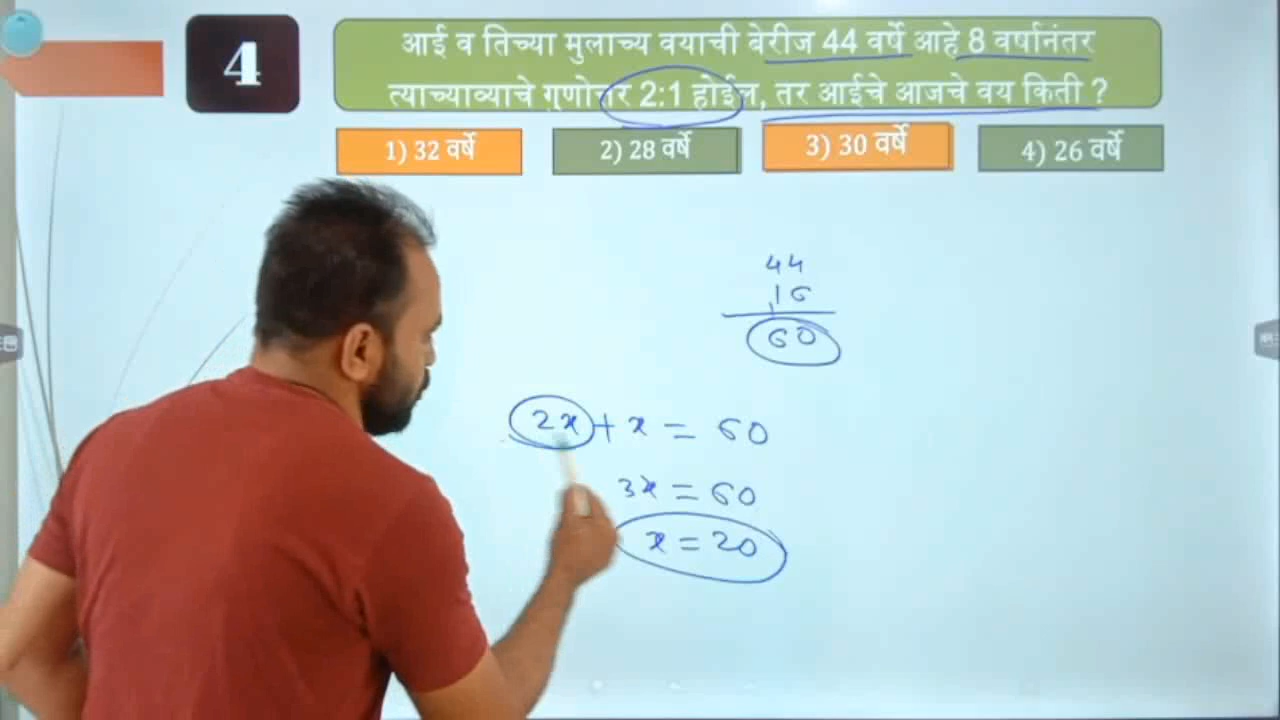 4
आई व तिच्या मुलाच्य वयाची बेरीज 44 वर्षे आहे 8 वर्षानंतर
त्याच्याव्याचे गुणोत्तर 2:1 होईल, तर आईचे आजचे वय किती ?
1) 32 वर्षे
2) 28 वर्षे
3) 30 वर्षे
4) 26 वर्षे
44
16
60
2x + x = 60
3x = 60
x = 20